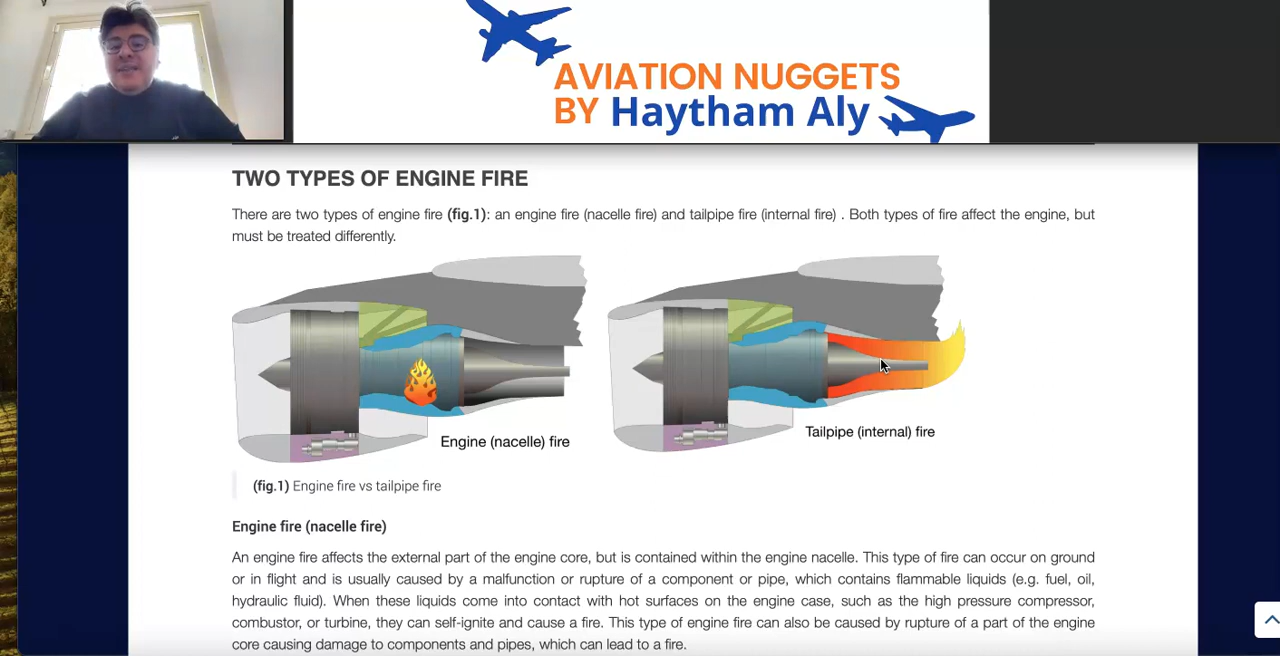 AVIATION NUGGETS
BY Haytham Aly
TWO TYPES OF ENGINE FIRE
There are two types of engine fire (fig.1): an engine fire (nacelle fire) and tailpipe fire (internal fire) . Both types of fire affect the engine, but
must be treated differently.
Engine (nacelle) fire
Tailpipe (internal) fire
(fig.1) Engine fire vs tailpipe fire
Engine fire (nacelle fire)
An engine fire affects the external part of the engine core, but is contained within the engine nacelle. This type of fire can occur on ground
or in flight and is usually caused by a malfunction or rupture of a component or pipe, which contains flammable liquids (e.g. fuel, oil,
hydraulic fluid). When these liquids come into contact with hot surfaces on the engine case, such as the high pressure compressor,
combustor, or turbine, they can self-ignite and cause a fire. This type of engine fire can also be caused by rupture of a part of the engine
core causing damage to components and pipes, which can lead to a fire.